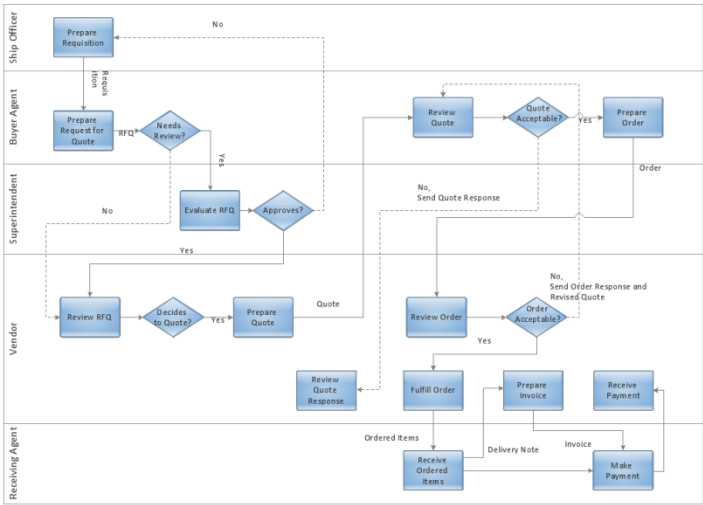 Ship Officer
Prepare
Requisition
No
Requis
ition
Buyer Agent
Prepare
Request for
Quote
RFQ
Needs
Review?
Yes
Review
Quote
Quote
Acceptable?
Yes
Prepare
Order
Superintendent
No
Evaluate RFQ
Approves?
No,
Send Quote Response
Order
Yes
Vendor
Review RFQ
Decides
to Quote?
Yes
Prepare
Quote
Quote
Review Order
Order
Acceptable?
No,
Send Order Response and
Revised Quote
Yes
Review
Quote
Response
Fulfill Order
Prepare
Invoice
Receive
Payment
Receiving Agent
Ordered Items
Receive
Ordered
Items
Delivery Note
Invoice
Make
Payment